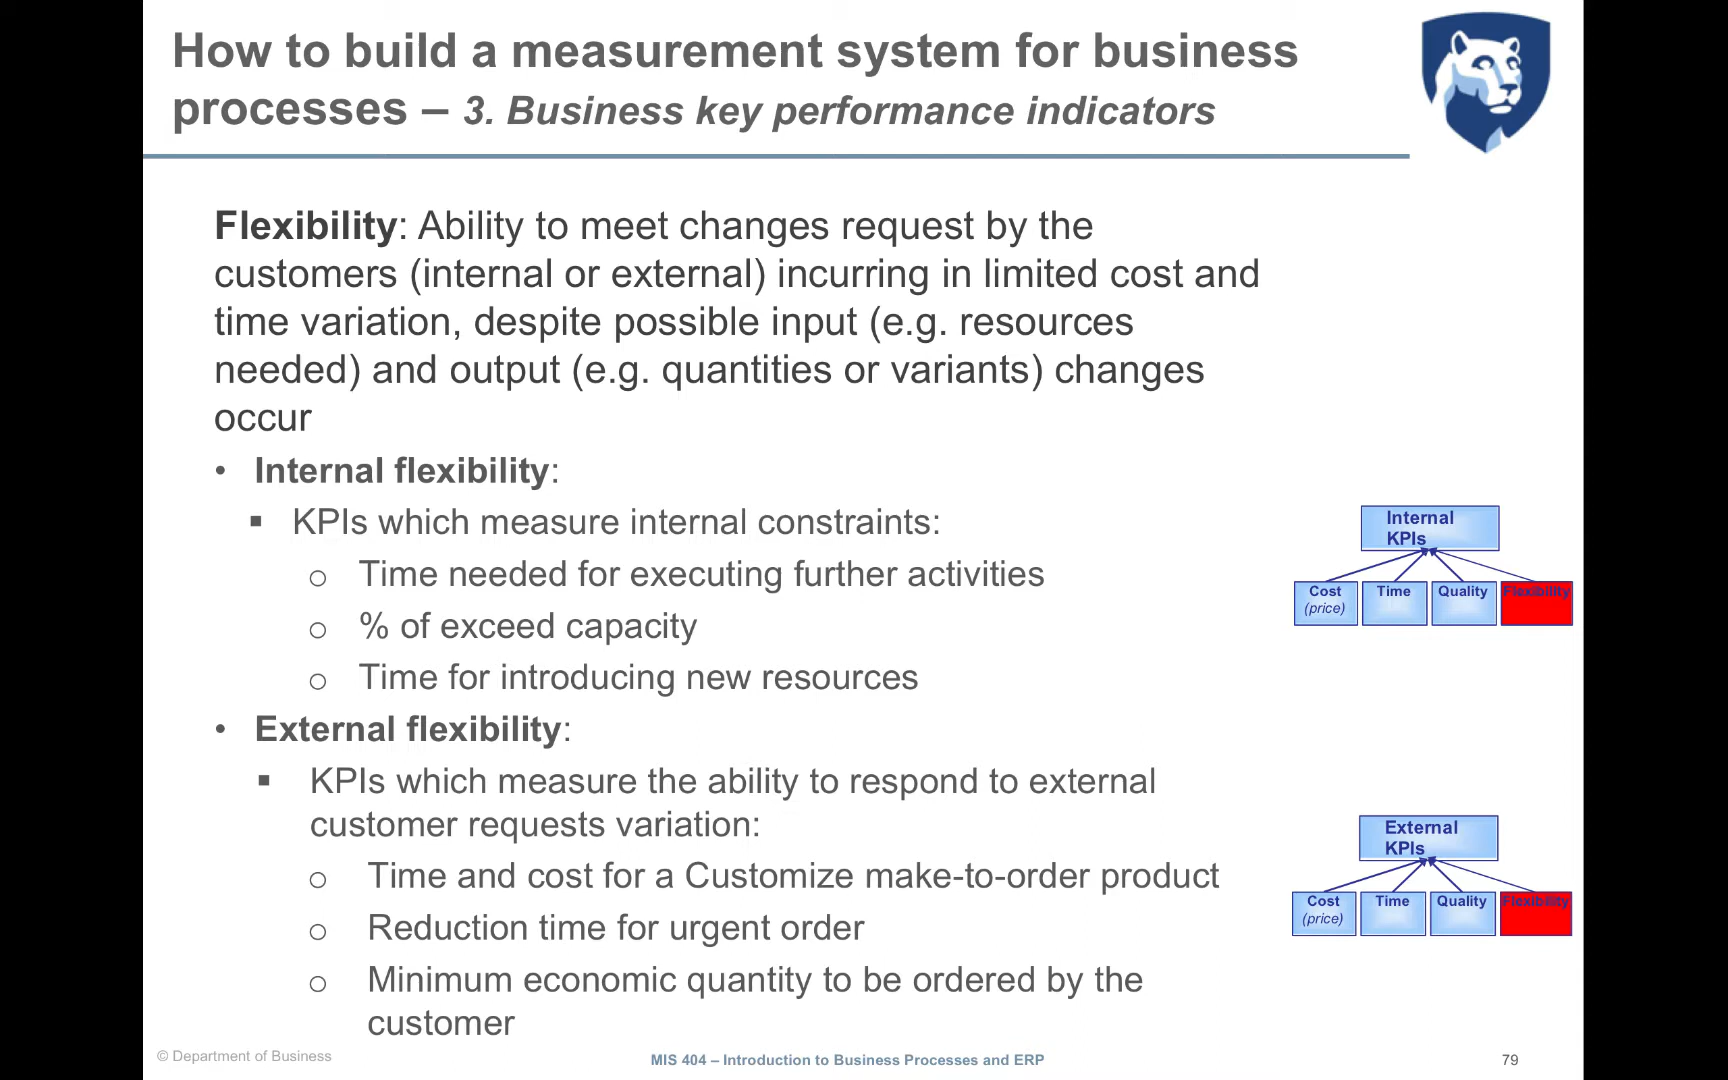 How to build a measurement system for business
processes – 3. Business key performance indicators
Flexibility: Ability to meet changes request by the
customers (internal or external) incurring in limited cost and
time variation, despite possible input (e.g. resources
needed) and output (e.g. quantities or variants) changes
occur
• Internal flexibility:
▪ KPIs which measure internal constraints:
o Time needed for executing further activities
o % of exceed capacity
o Time for introducing new resources
• External flexibility:
▪ KPIs which measure the ability to respond to external
customer requests variation:
o Time and cost for a Customize make-to-order product
o Reduction time for urgent order
o Minimum economic quantity to be ordered by the
customer
Internal
KPIs
Cost Time Quality Flexibility
(price)
External
KPIs
Cost Time Quality Flexibility
(price)
© Department of Business
MIS 404 – Introduction to Business Processes and ERP
79